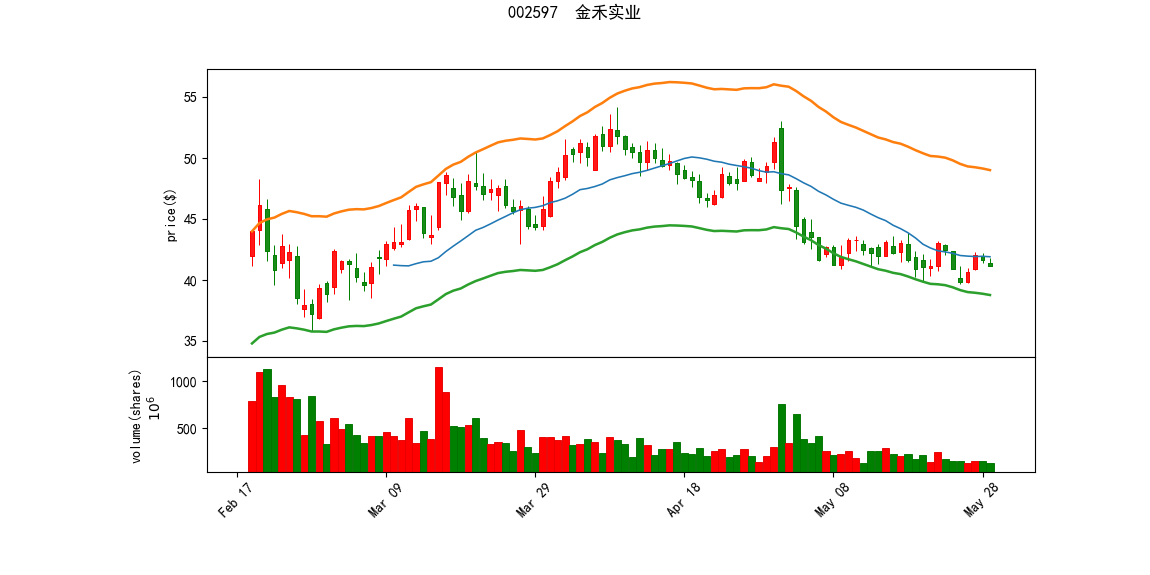 002597  金禾实业
55
50
45
40
35
price($)
1000
500
volume(shares)
10^6
Feb 17
Mar 09
Mar 29
Apr 18
May 08
May 28